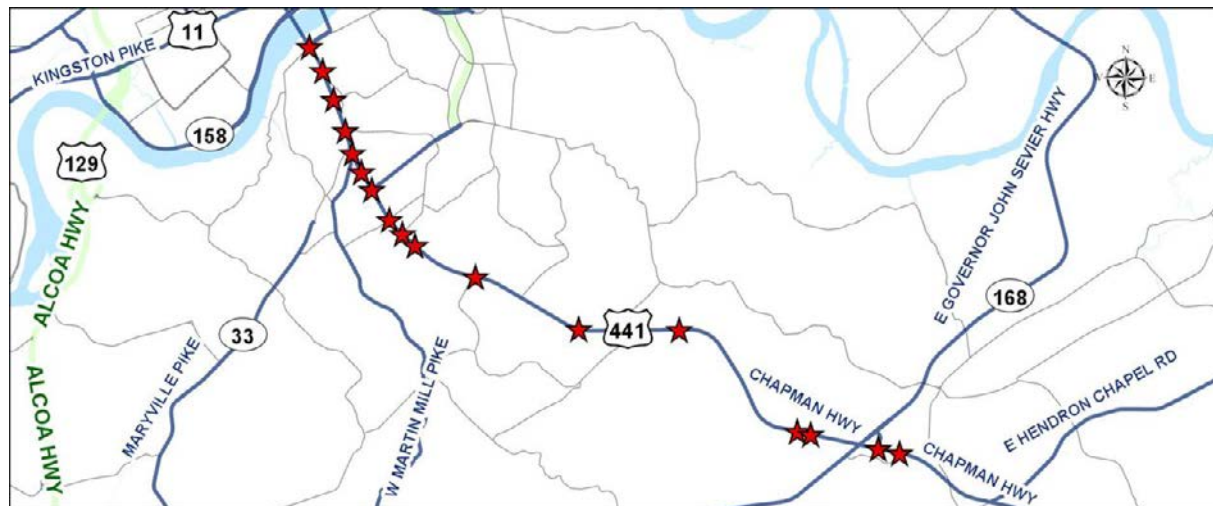 11
KINGSTON PIKE
N
W
E
S
158
129
E GOVERNOR JOHN SEVIER HWY
ALCOA HWY
168
33
441
MARYVILLE PIKE
W MARTIN MILL PIKE
CHAPMAN HWY
E HENDRON CHAPEL RD
ALCOA HWY
CHAPMAN HWY